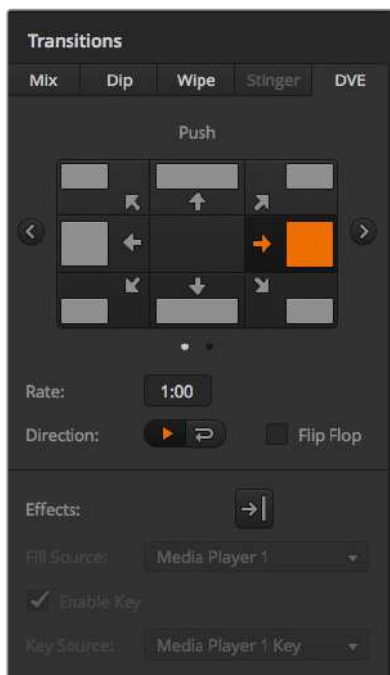 Transitions
Mix Dip Wipe Stinger DVE
Push
Rate: 1:00
Direction: Flip Flop
Effects:
Fill Source: Media Player 1
Enable Key
Key Source: Media Player 1 Key